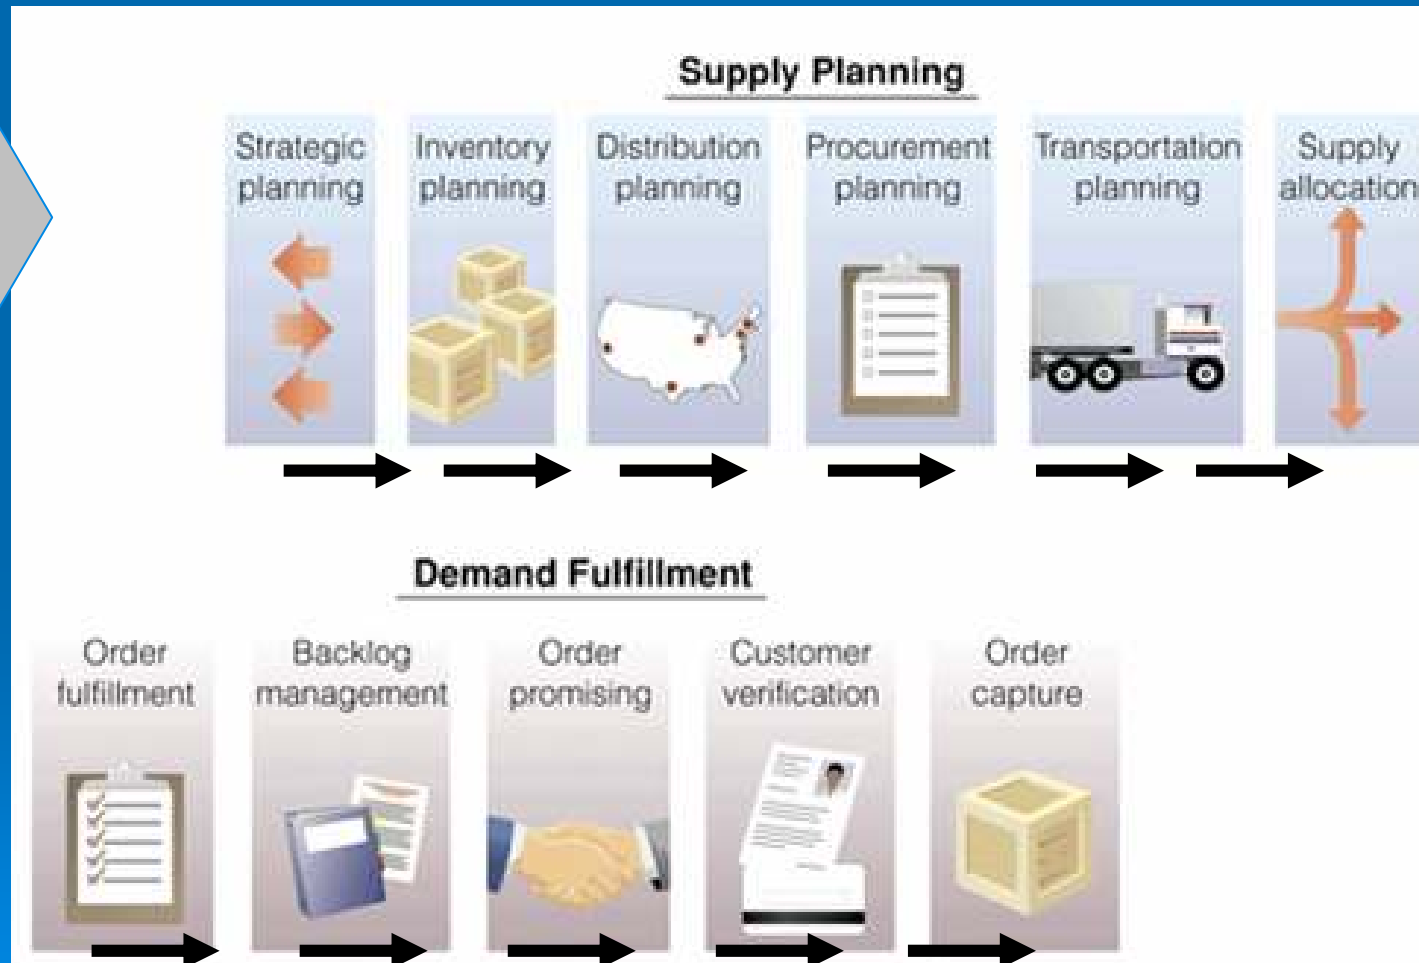 Supply Planning
Strategic
planning
Inventory
planning
Distribution
planning
Procurement
planning
Transportation
planning
Supply
allocation
Demand Fulfillment
Order
fulfillment
Backlog
management
Order
promising
Customer
verification
Order
capture